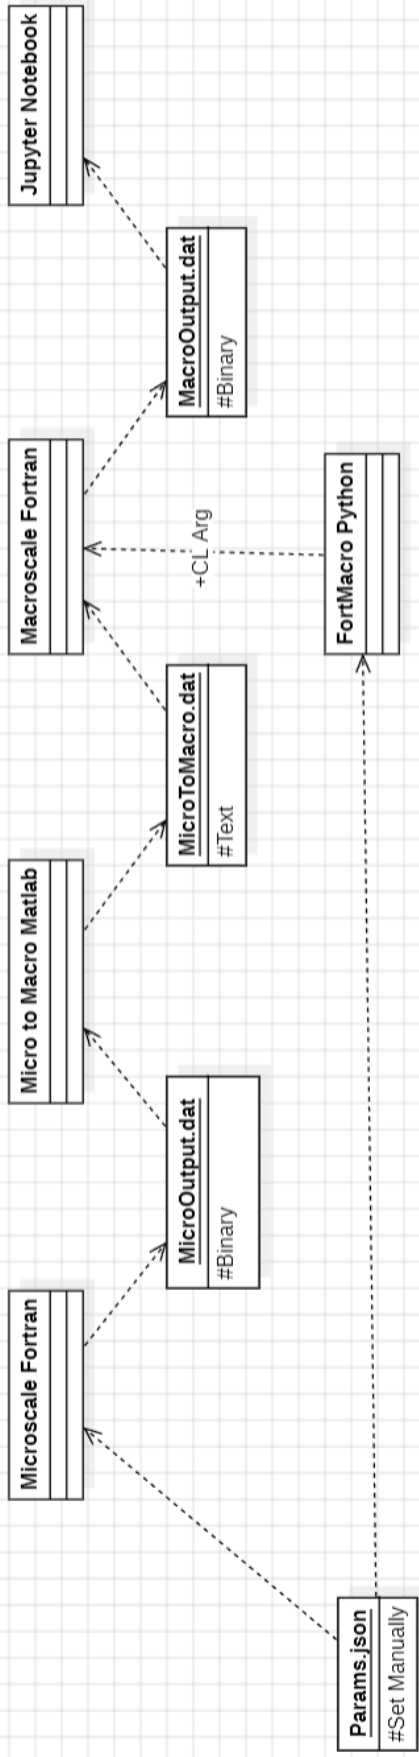 Params.json
#Set Manually
Microscale Fortran
MicroOutput.dat
#Binary
Micro to Macro Matlab
MicroToMacro.dat
#Text
Macroscale Fortran
+CL Arg
FortMacro Python
MacroOutput.dat
#Binary
Jupyter Notebook